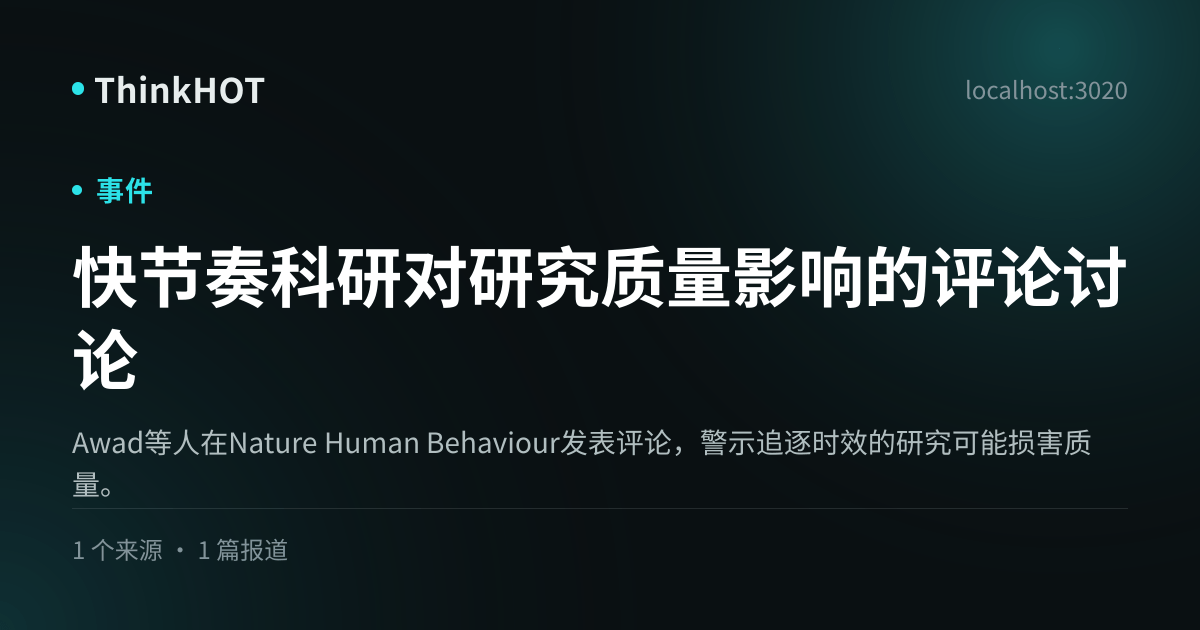 ThinkHOT
localhost:3020
事件
快节奏科研对研究质量影响的评论讨
论
Awad等人在Nature Human Behaviour发表评论，警示追逐时效的研究可能损害质
量。
1 个来源 · 1 篇报道